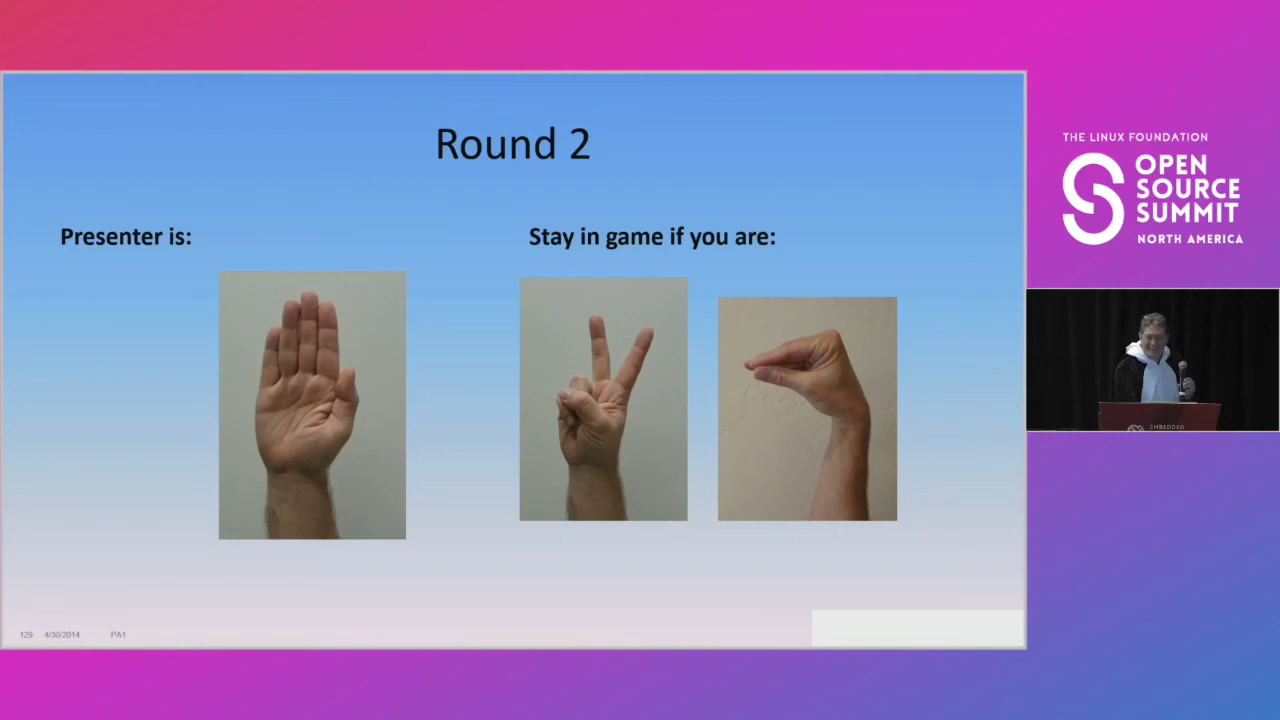 Round 2
Presenter is:
Stay in game if you are:
129 4/30/2014 PA1
THE LINUX FOUNDATION
OPEN
SOURCE
SUMMIT
NORTH AMERICA
EMBEDDED